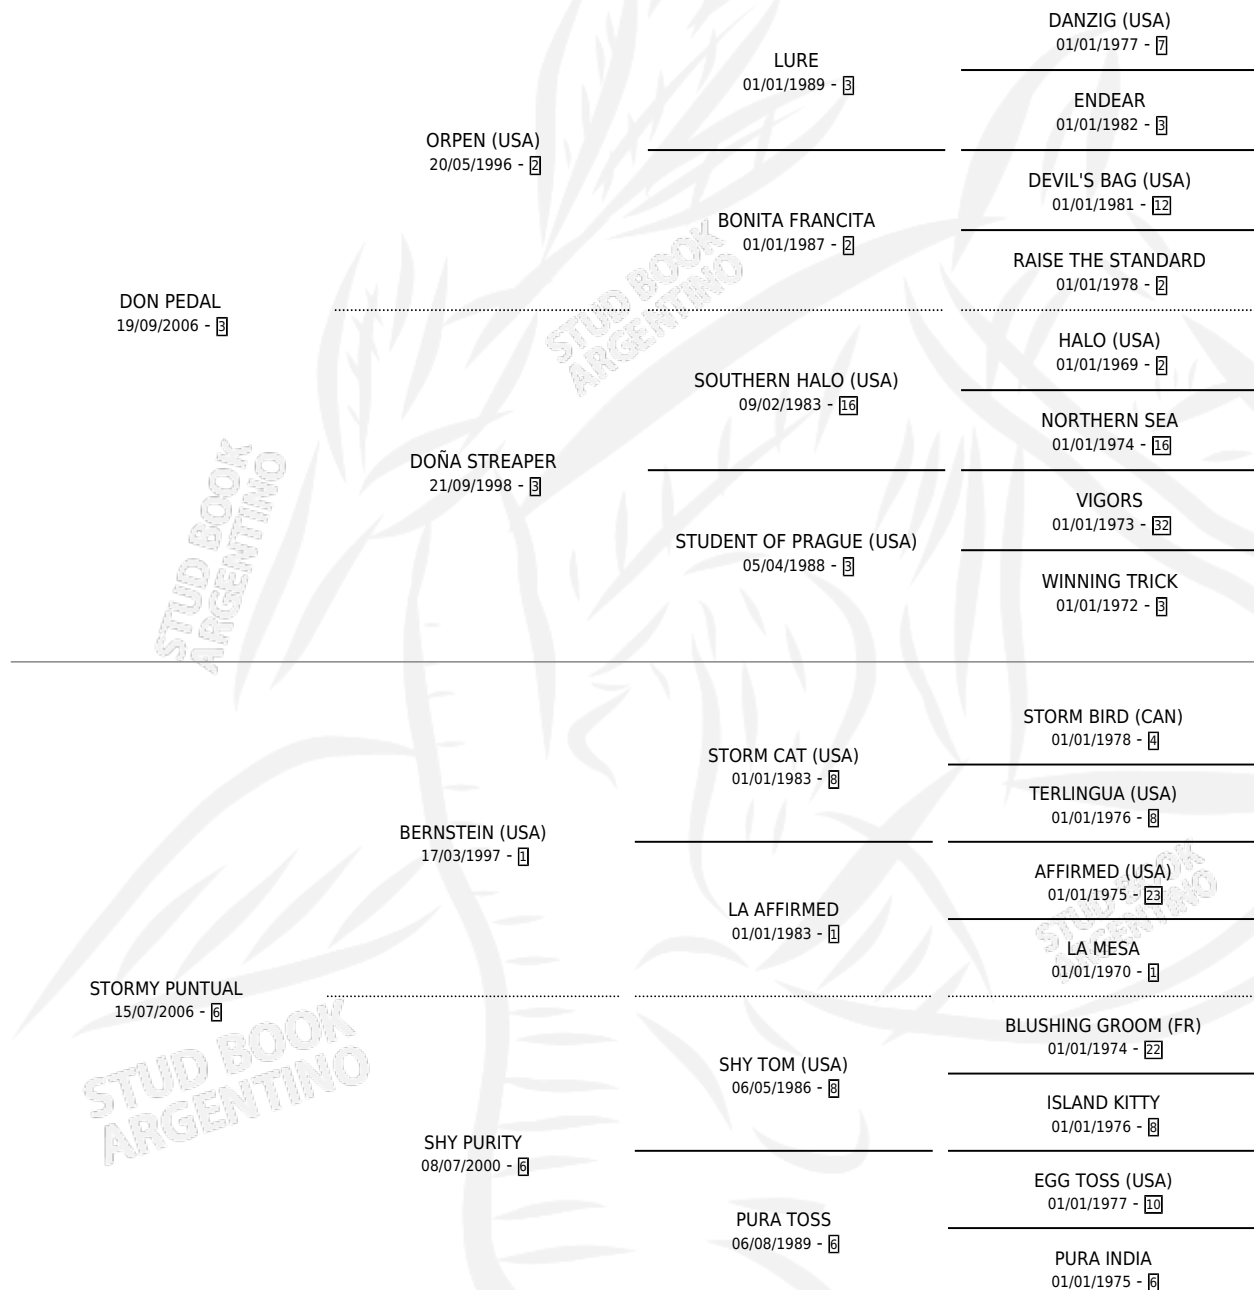 DANZIG (USA)
01/01/1977 - 7
LURE
01/01/1989 - 3
ENDEAR
01/01/1982 - 3
ORPEN (USA)
20/05/1996 - 2
DEVIL'S BAG (USA)
01/01/1981 - 12
BONITA FRANCITA
01/01/1987 - 2
RAISE THE STANDARD
01/01/1978 - 2
DON PEDAL
19/09/2006 - 3
HALO (USA)
01/01/1969 - 2
SOUTHERN HALO (USA)
09/02/1983 - 16
NORTHERN SEA
01/01/1974 - 16
DOÑA STREAPER
21/09/1998 - 3
VIGORS
01/01/1973 - 32
STUDENT OF PRAGUE (USA)
05/04/1988 - 3
WINNING TRICK
01/01/1972 - 3
STORM BIRD (CAN)
01/01/1978 - 4
STORM CAT (USA)
01/01/1983 - 8
TERLINGUA (USA)
01/01/1976 - 8
BERNSTEIN (USA)
17/03/1997 - 1
AFFIRMED (USA)
01/01/1975 - 23
LA AFFIRMED
01/01/1983 - 1
LA MESA
01/01/1970 - 1
STORMY PUNTUAL
15/07/2006 - 6
BLUSHING GROOM (FR)
01/01/1974 - 22
SHY TOM (USA)
06/05/1986 - 8
ISLAND KITTY
01/01/1976 - 8
SHY PURITY
08/07/2000 - 6
EGG TOSS (USA)
01/01/1977 - 10
PURA TOSS
06/08/1989 - 6
PURA INDIA
01/01/1975 - 6
STUD BOOK
ARGENTINO
STUD BOOK
ARGENTINO
STUD BOOK
ARGENTINO
STUD BOOK
ARGENTINO